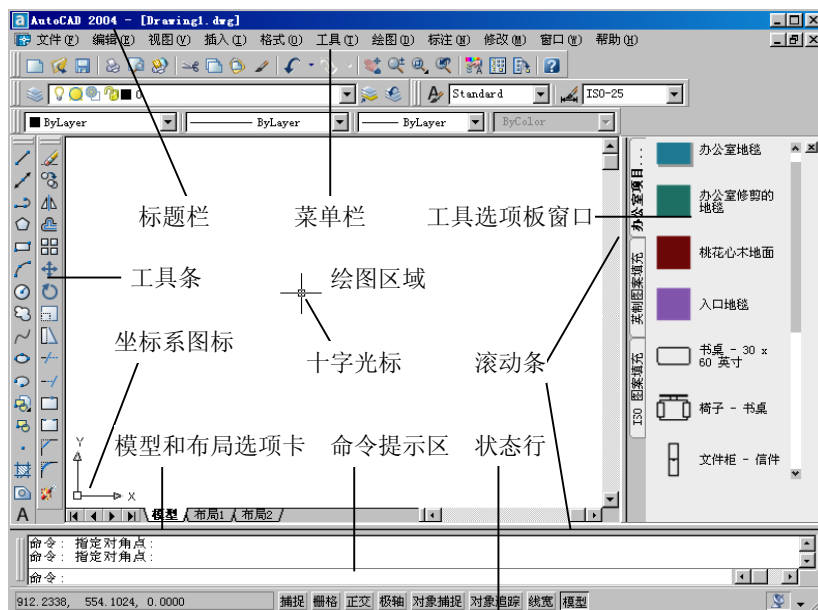 AutoCAD 2004 - [Drawing1.dwg]
文件(F) 编辑(E) 视图(V) 插入(I) 格式(O) 工具(T) 绘图(D) 标注(N) 修改(M) 窗口(W) 帮助(H)
0 Standard ISO-25
ByLayer ByLayer ByLayer ByColor
办公室项目...
英制图案填充
ISO 图案填充
办公室地毯
办公室修剪的
地毯
桃花心木地面
入口地毯
书桌 - 30 x
60 英寸
椅子 - 书桌
文件柜 - 信件
标题栏 菜单栏 工具选项板窗口
工具条 绘图区域
坐标系图标 十字光标 滚动条
模型和布局选项卡 命令提示区 状态行
Y
X
A
模型 布局1 布局2
命令: 指定对角点:
命令: 指定对角点:
命令:
912.2338, 554.1024, 0.0000 捕捉 栅格 正交 极轴 对象捕捉 对象追踪 线宽 模型